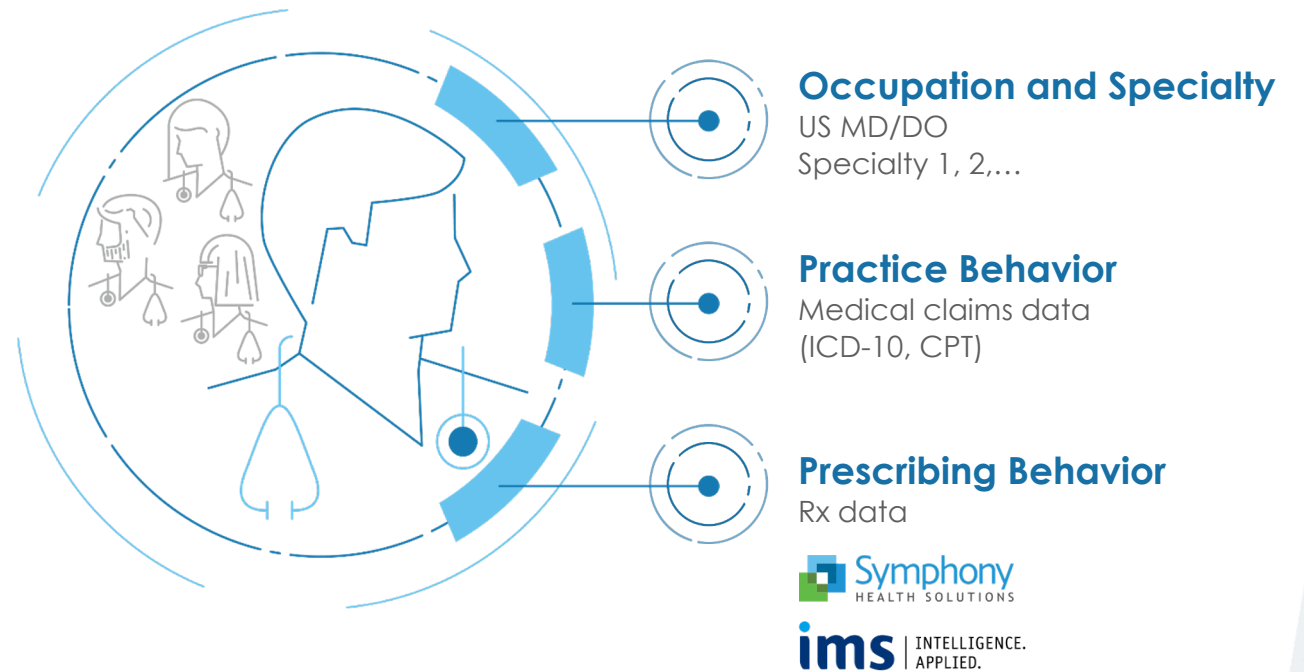 Occupation and Specialty
US MD/DO
Specialty 1, 2,...
Practice Behavior
Medical claims data
(ICD-10, CPT)
Prescribing Behavior
Rx data
Symphony
HEALTH SOLUTIONS
ims INTELLIGENCE.
APPLIED.